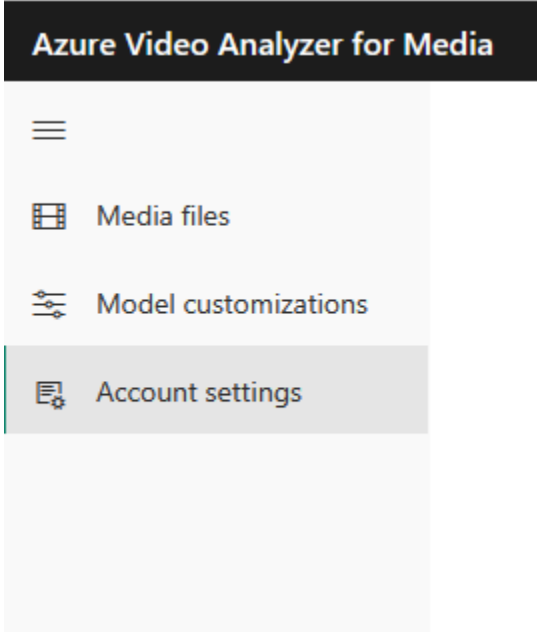 Azure Video Analyzer for Media
Media files
Model customizations
Account settings